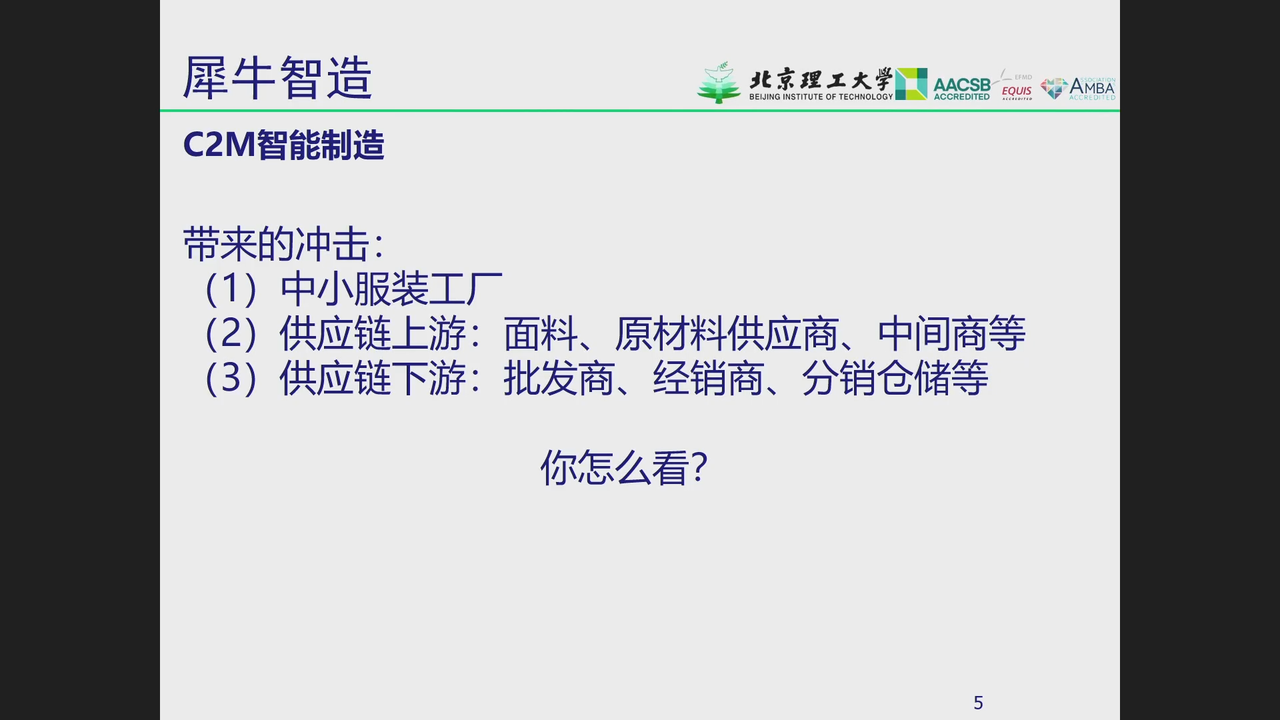 犀牛智造
北京理工大學
BEIJING INSTITUTE OF TECHNOLOGY
AACSB
ACCREDITED
EFMD
EQUIS
ACCREDITED
ASSOCIATION
AMBA
ACCREDITED
C2M智能制造
带来的冲击：
（1）中小服装工厂
（2）供应链上游：面料、原材料供应商、中间商等
（3）供应链下游：批发商、经销商、分销仓储等
你怎么看？
5